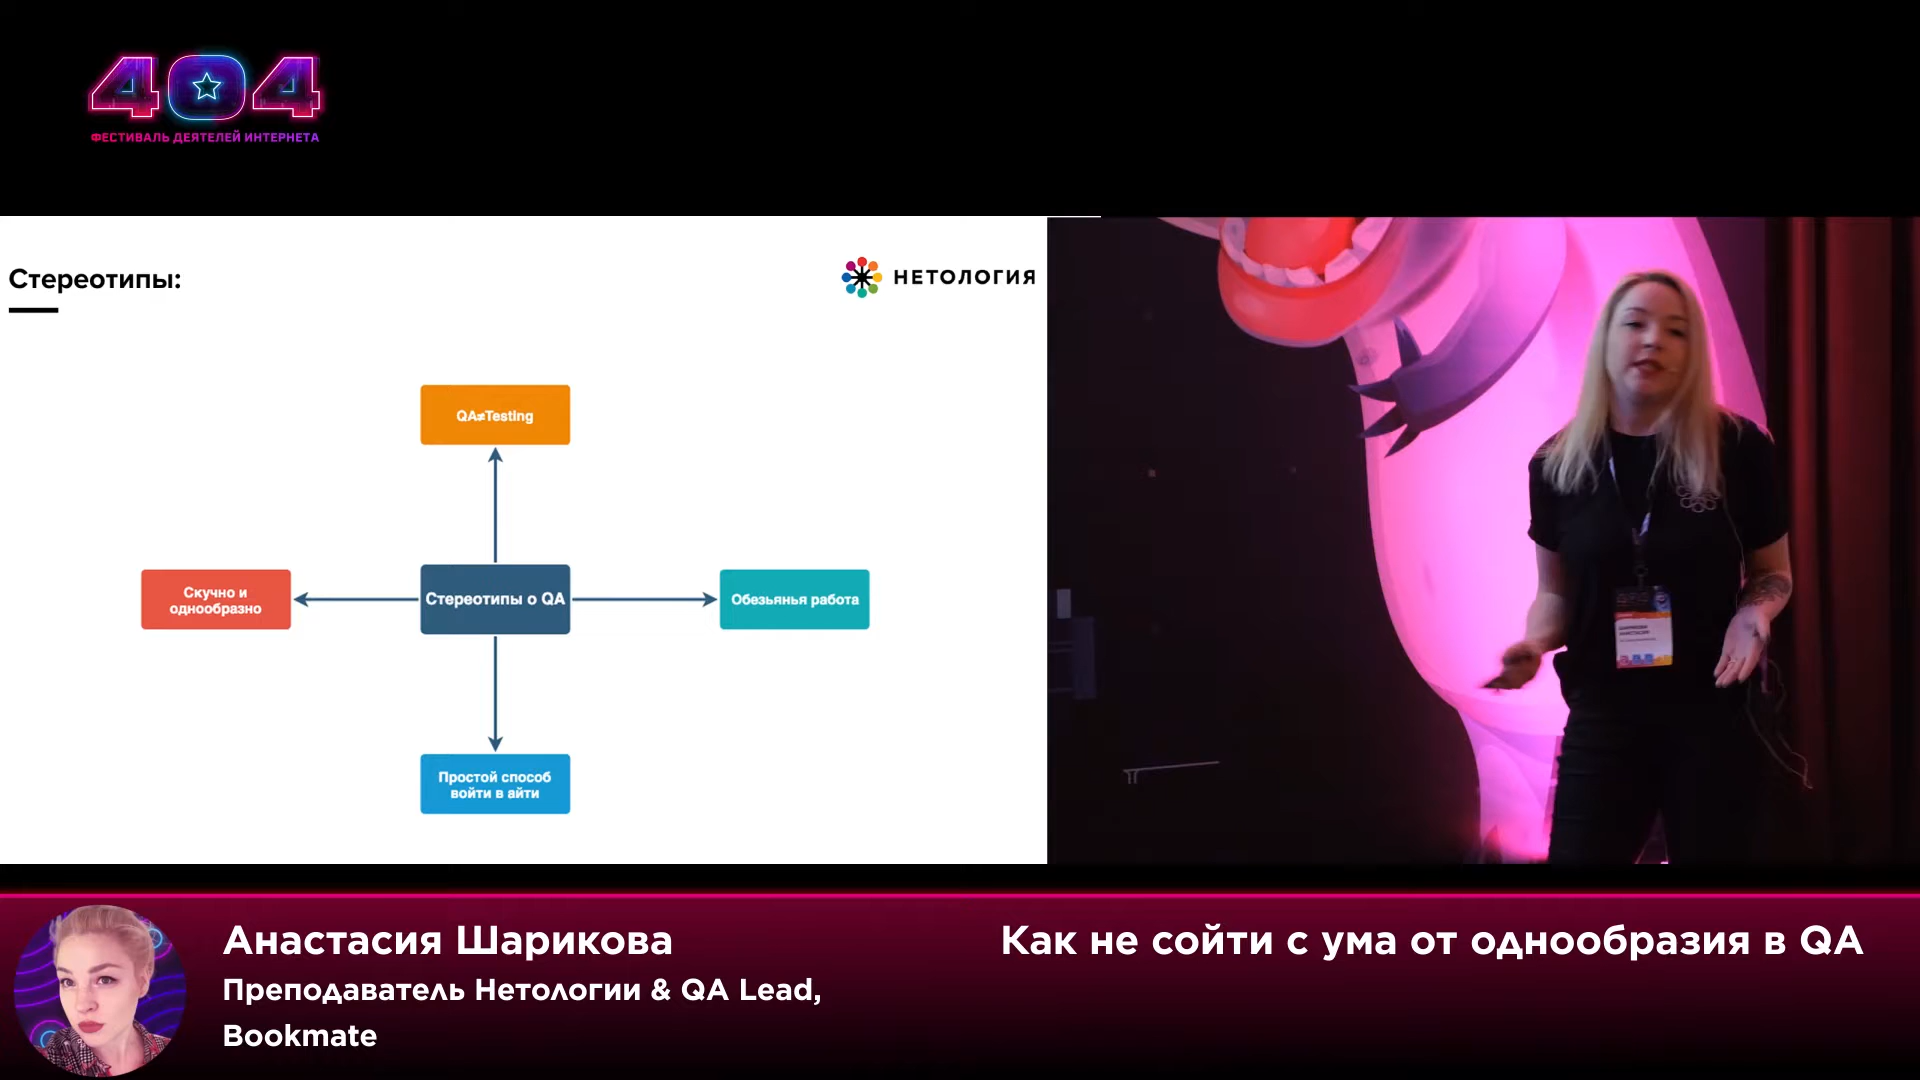 404
ФЕСТИВАЛЬ ДЕЯТЕЛЕЙ ИНТЕРНЕТА
Стереотипы:
НЕТОЛОГИЯ
QA≠Testing
Скучно и
однообразно
Стереотипы о QA
Обезьянья работа
Простой способ
войти в айти
Анастасия Шарикова
Преподаватель Нетологии & QA Lead,
Bookmate
Как не сойти с ума от однообразия в QA